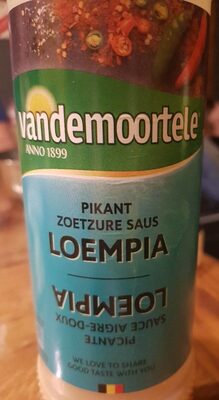 vandemoortele
ANNO 1899
PIKANT
ZOETZURE SAUS
LOEMPIA
PICANTE
SAUCE AIGRE-DOUX
LOEMPIA
WE LOVE TO SHARE
GOOD TASTE WITH YOU